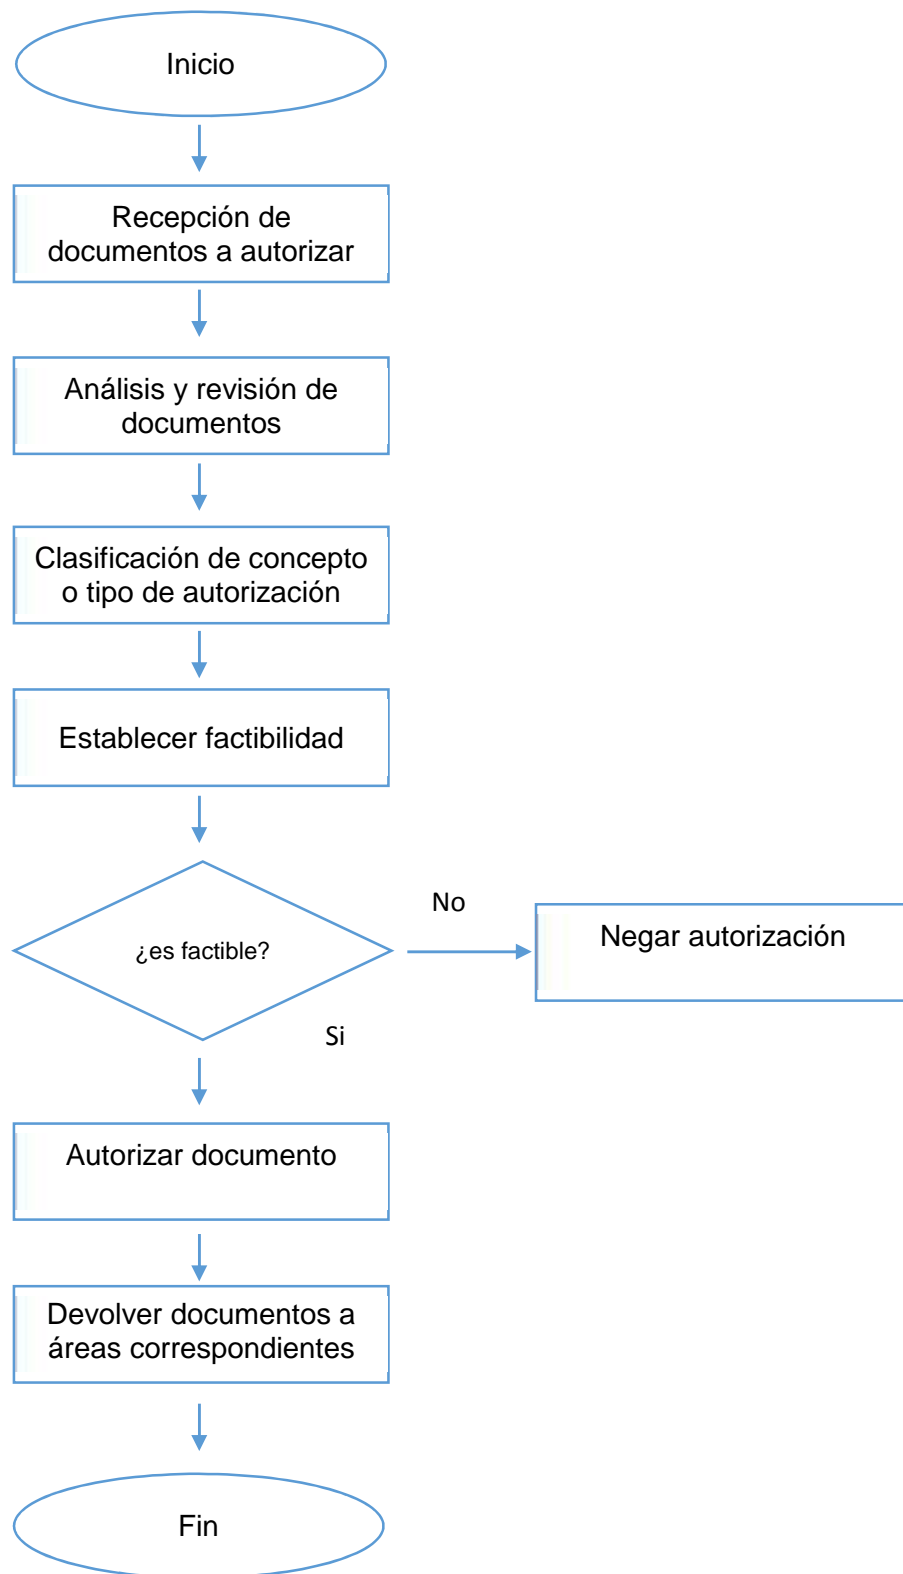 Inicio
Recepción de
documentos a autorizar
Análisis y revisión de
documentos
Clasificación de concepto
o tipo de autorización
Establecer factibilidad
¿es factible?
No
Negar autorización
Si
Autorizar documento
Devolver documentos a
áreas correspondientes
Fin